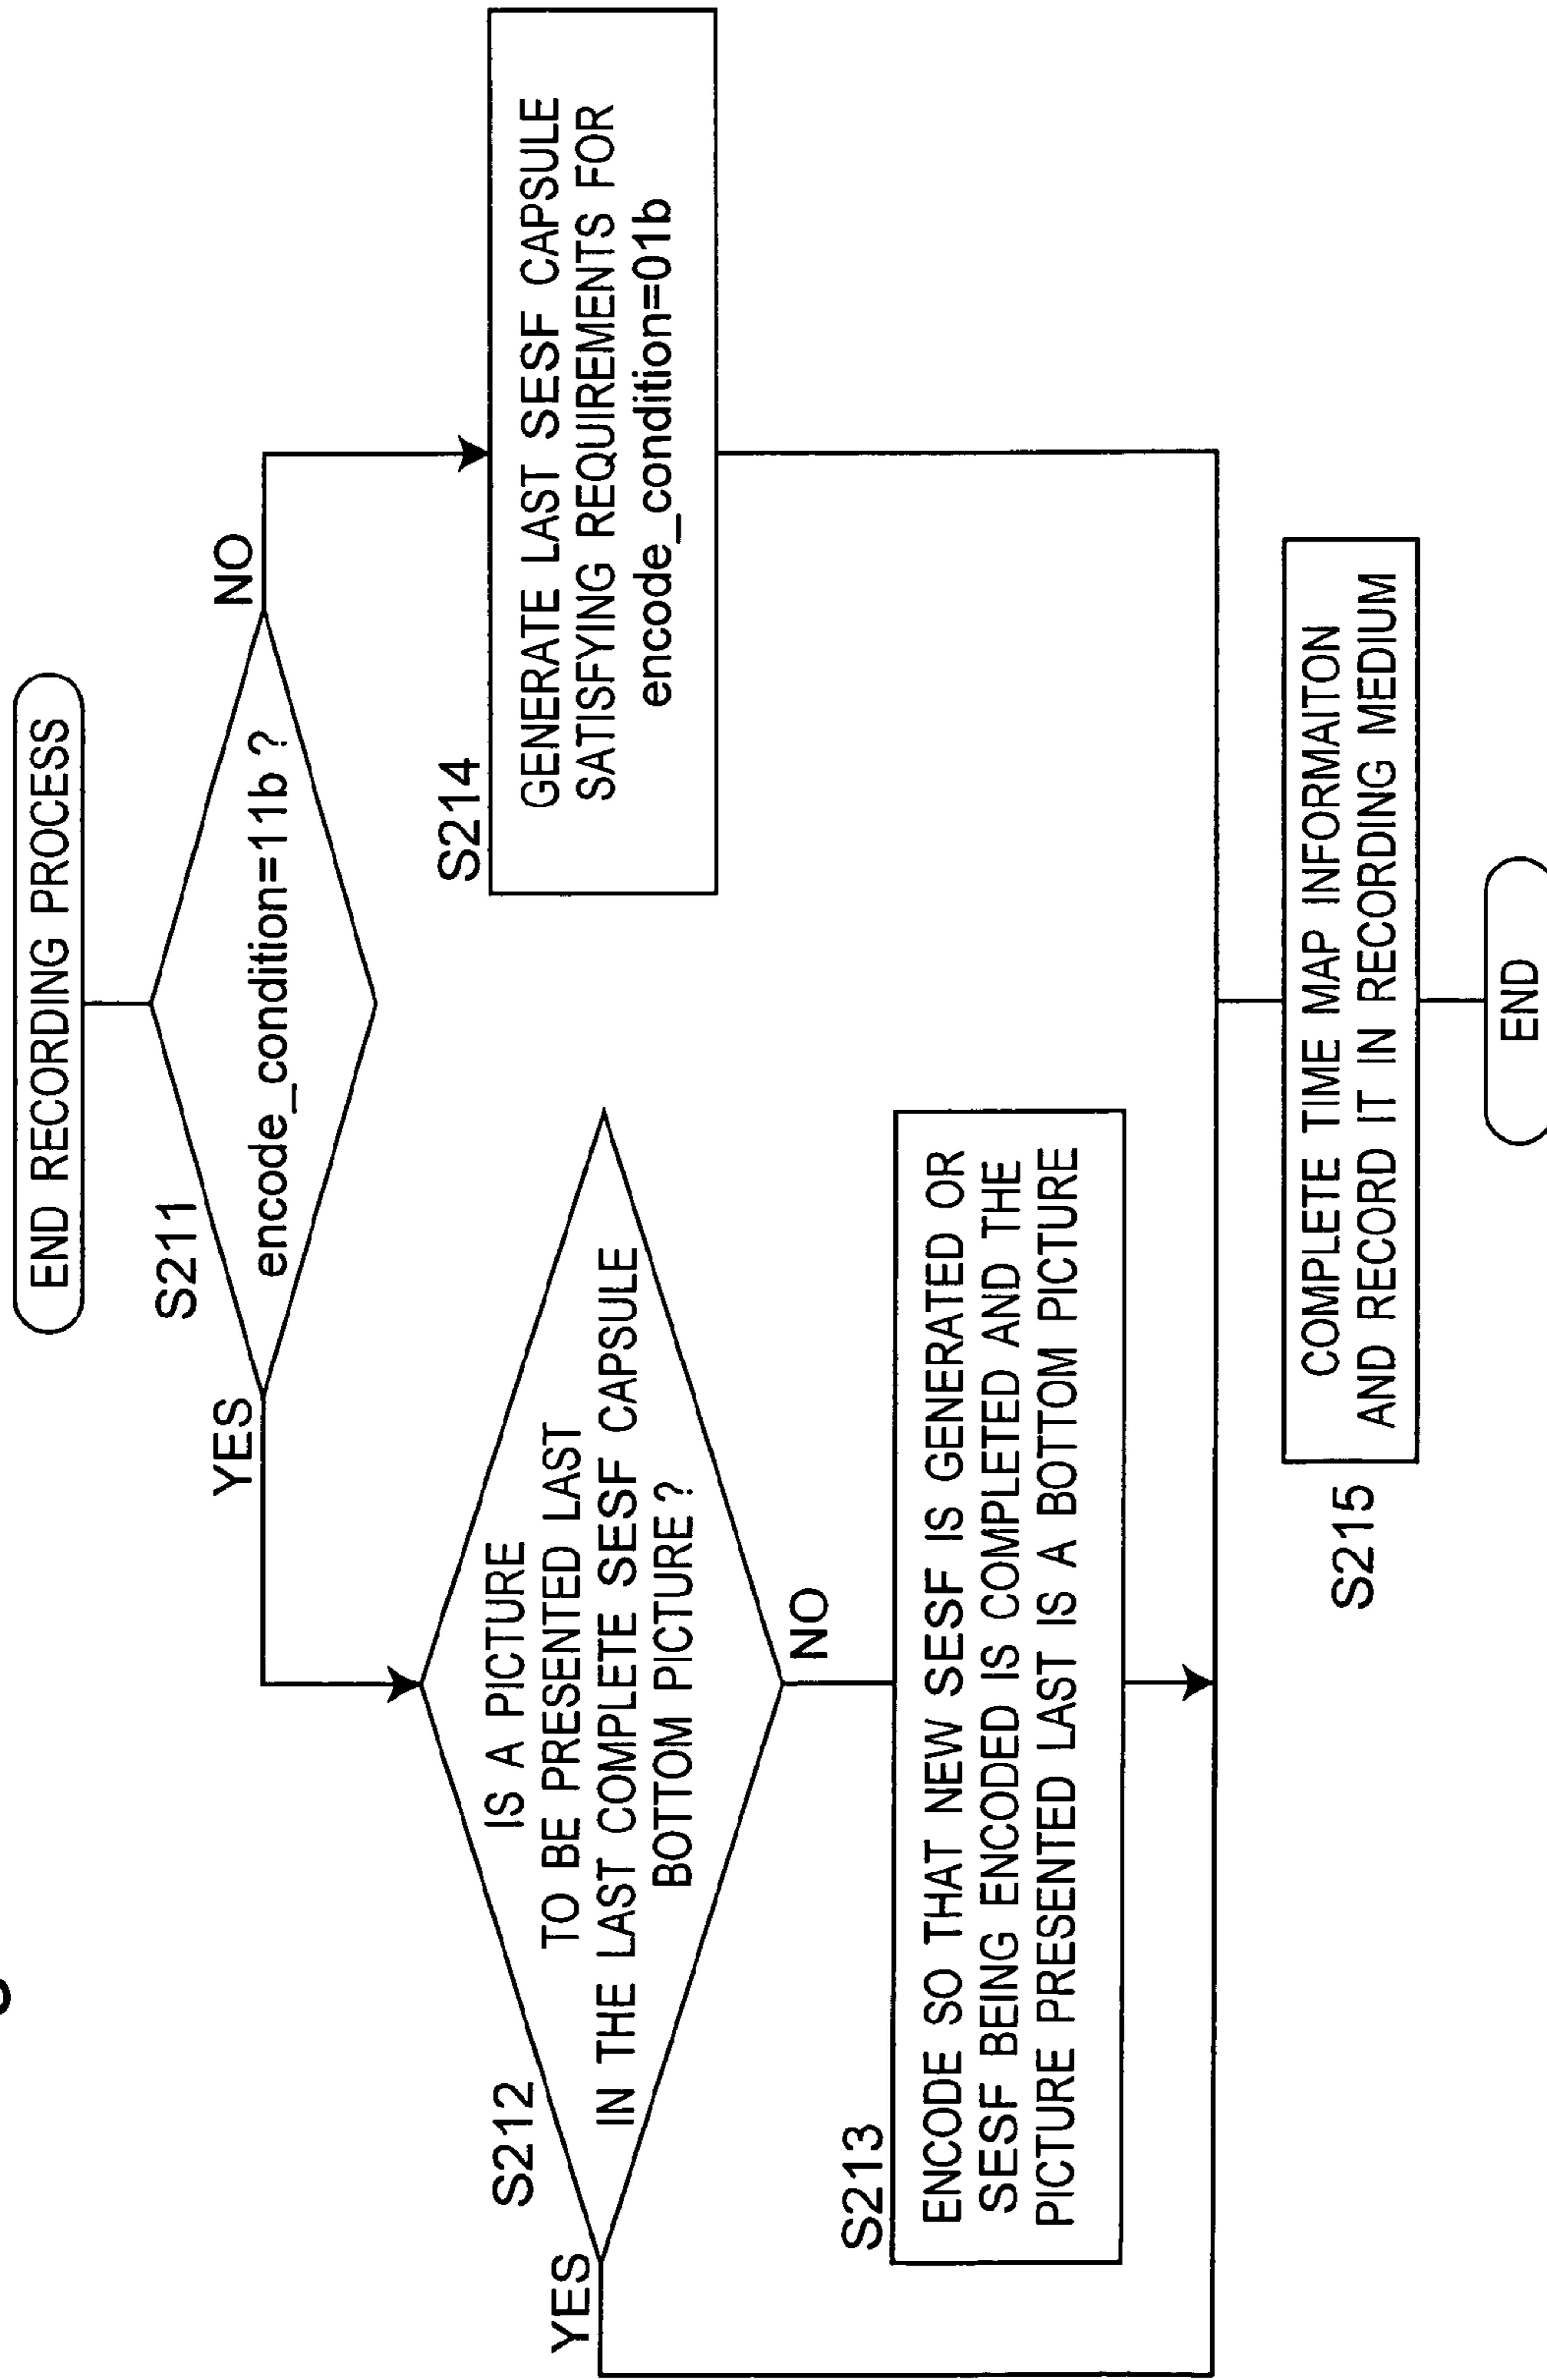 END RECORDING PROCESS
S211
encode_condition=11b ?
YES
NO
S212
IS A PICTURE
TO BE PRESENTED LAST
IN THE LAST COMPLETE SESF CAPSULE
BOTTOM PICTURE ?
YES
NO
S214
GENERATE LAST SESF CAPSULE
SATISFYING REQUIREMENTS FOR
encode_condition=01b
S213
ENCODE SO THAT NEW SESF IS GENERATED OR
SESF BEING ENCODED IS COMPLETED AND THE
PICTURE PRESENTED LAST IS A BOTTOM PICTURE
S215
COMPLETE TIME MAP INFORMAITON
AND RECORD IT IN RECORDING MEDIUM
END